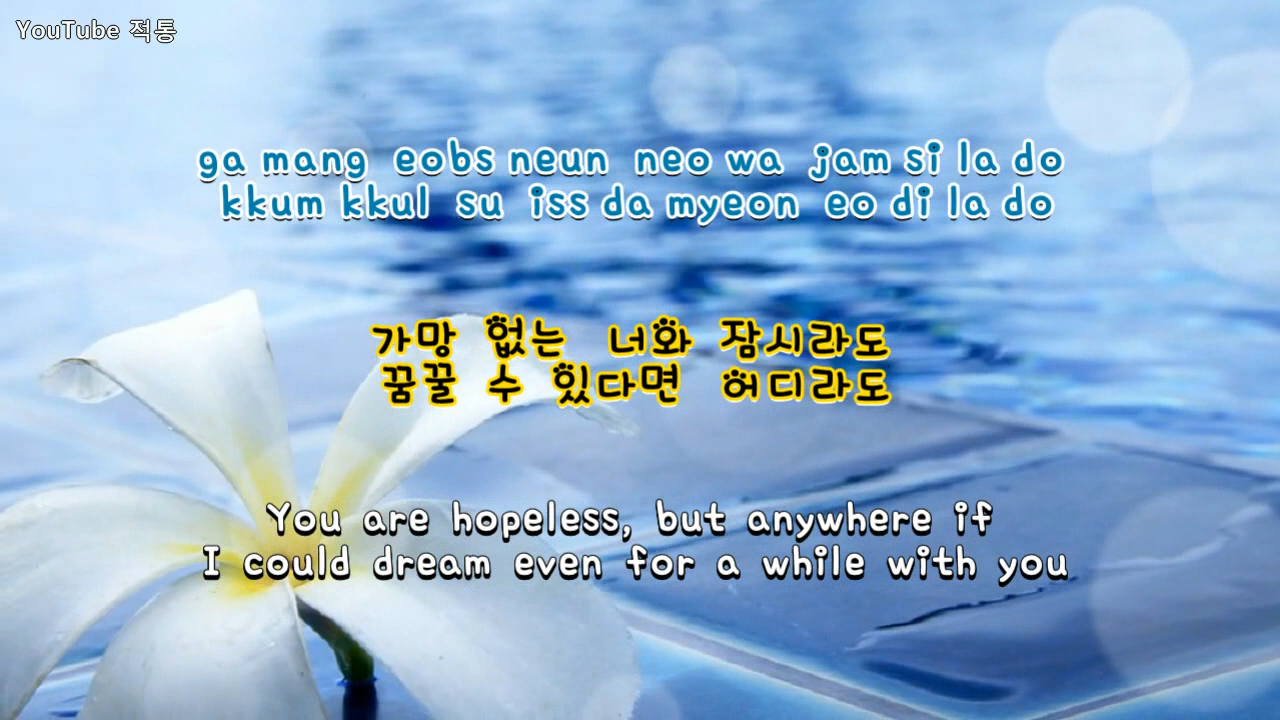 YouTube 적통
ga mang eobs neun neo wa jam si la do
kkum kkul su iss da myeon eo di la do
가망 없는 너와 잠시라도
꿈꿀 수 있다면 어디라도
You are hopeless, but anywhere if
I could dream even for a while with you